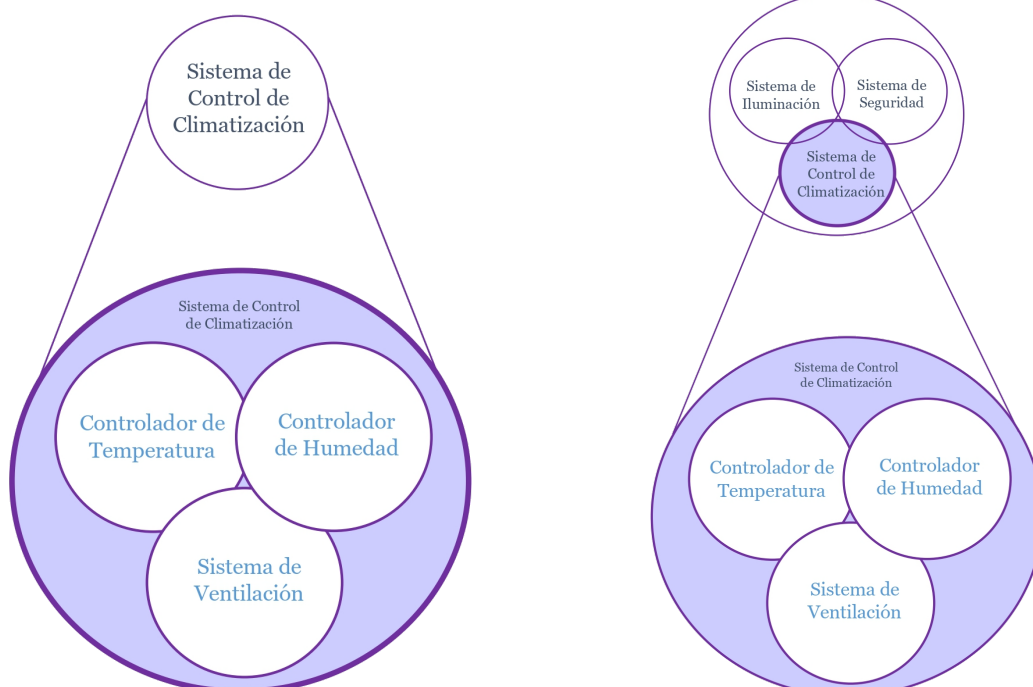 Sistema de
Control de
Climatización
Sistema de Control
de Climatización
Controlador de
Temperatura
Controlador
de Humedad
Sistema de
Ventilación
Sistema de
Iluminación
Sistema de
Seguridad
Sistema de
Control de
Climatización
Sistema de Control
de Climatización
Controlador de
Temperatura
Controlador
de Humedad
Sistema de
Ventilación